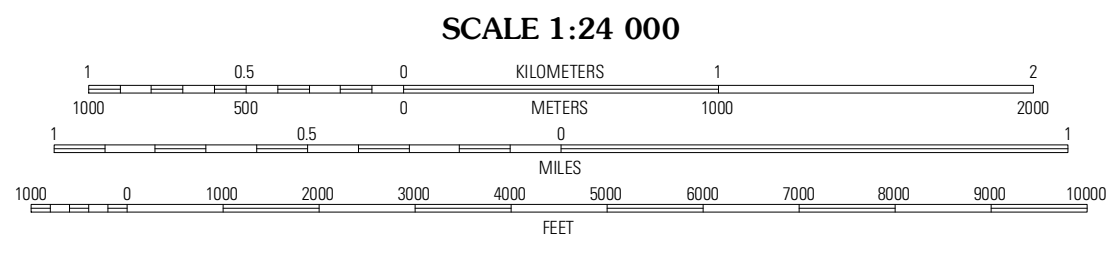 SCALE 1:24 000
1 0.5 0 KILOMETERS 1 2
1000 500 0 METERS 1000 2000
1 0.5 0 1
MILES
1000 0 1000 2000 3000 4000 5000 6000 7000 8000 9000 10000
FEET